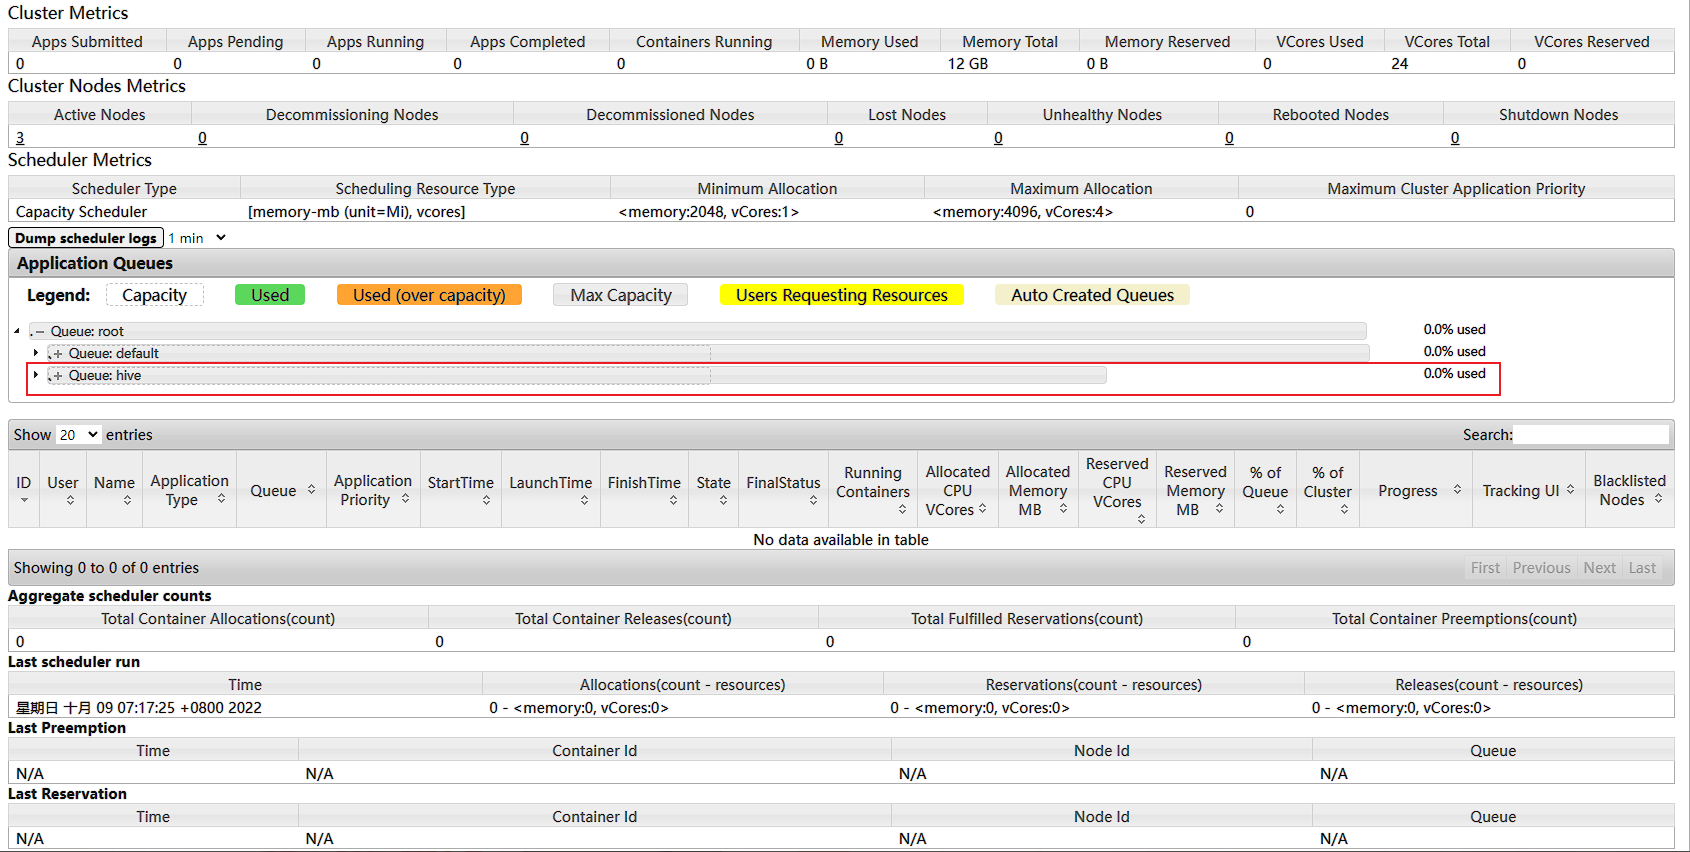 Cluster Metrics
Apps Submitted Apps Pending Apps Running Apps Completed Containers Running Memory Used Memory Total Memory Reserved VCores Used VCores Total VCores Reserved
0 0 0 0 0 0 B 12 GB 0 B 0 24 0
Cluster Nodes Metrics
Active Nodes Decommissioning Nodes Decommissioned Nodes Lost Nodes Unhealthy Nodes Rebooted Nodes Shutdown Nodes
3 0 0 0 0 0 0
Scheduler Metrics
Scheduler Type Scheduling Resource Type Minimum Allocation Maximum Allocation Maximum Cluster Application Priority
Capacity Scheduler [memory-mb (unit=Mi), vcores] <memory:2048, vCores:1> <memory:4096, vCores:4> 0
Dump scheduler logs 1 min
Application Queues
Legend: Capacity Used Used (over capacity) Max Capacity Users Requesting Resources Auto Created Queues
Queue: root 0.0% used
Queue: default 0.0% used
Queue: hive 0.0% used
Show 20 entries Search:
ID User Name Application Type Queue Application Priority StartTime LaunchTime FinishTime State FinalStatus Running Containers Allocated CPU VCores Allocated Memory MB Reserved CPU VCores Reserved Memory MB % of Queue % of Cluster Progress Tracking UI Blacklisted Nodes
No data available in table
Showing 0 to 0 of 0 entries First Previous Next Last
Aggregate scheduler counts
Total Container Allocations(count) Total Container Releases(count) Total Fulfilled Reservations(count) Total Container Preemptions(count)
0 0 0 0
Last scheduler run
Time Allocations(count - resources) Reservations(count - resources) Releases(count - resources)
星期日 十月 09 07:17:25 +0800 2022 0 - <memory:0, vCores:0> 0 - <memory:0, vCores:0> 0 - <memory:0, vCores:0>
Last Preemption
Time Container Id Node Id Queue
N/A N/A N/A N/A
Last Reservation
Time Container Id Node Id Queue
N/A N/A N/A N/A